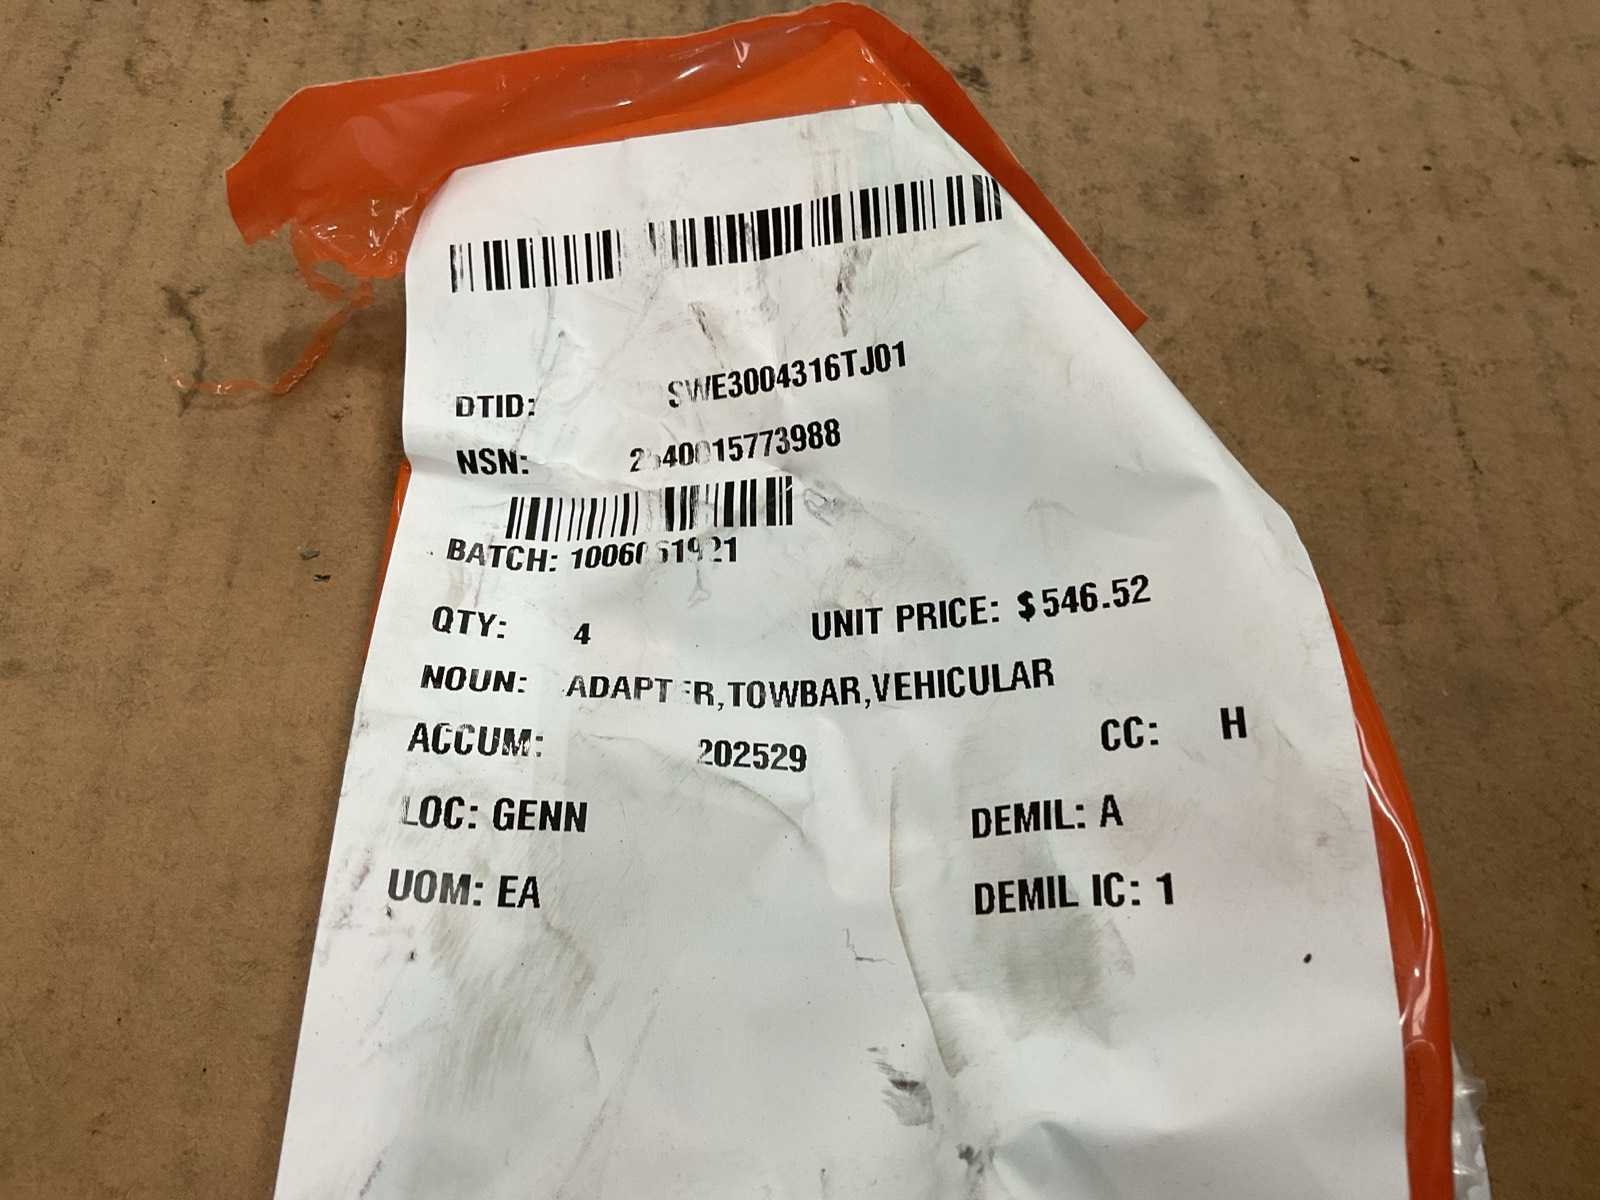 DTID: SWE3004316TJ01
NSN: 2540015773988
BATCH:
QTY: 4 UNIT PRICE: $546.52
NOUN: ADAPTER,TOWBAR,VEHICULAR
ACCUM: 202529 CC: H
LOC: GENN DEMIL: A
UOM: EA DEMIL IC: 1